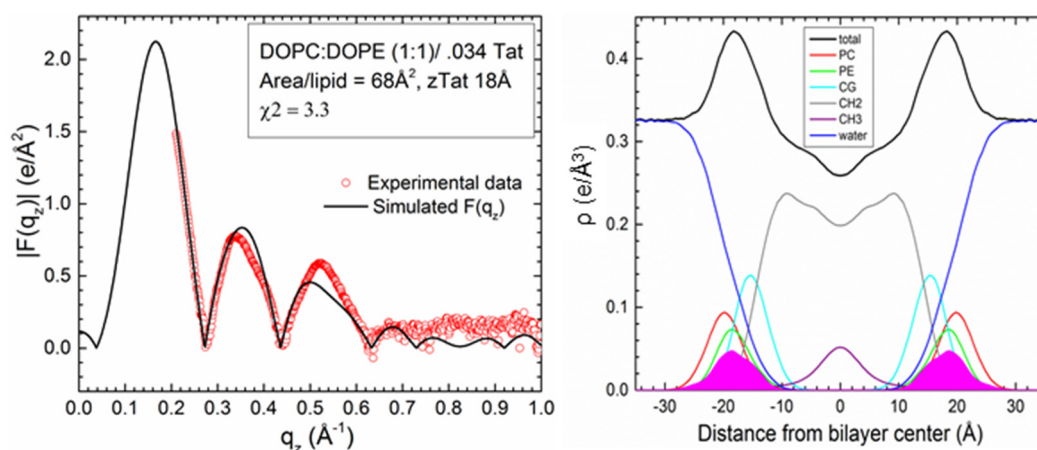 |F(q_z)| (e/Å²)
2.0
1.5
1.0
0.5
0.0
DOPC:DOPE (1:1)/ .034 Tat
Area/lipid = 68Å², zTat 18Å
χ2 = 3.3
Experimental data
Simulated F(q_z)
0.0 0.1 0.2 0.3 0.4 0.5 0.6 0.7 0.8 0.9 1.0
q_z (Å⁻¹)
ρ (e/Å³)
0.4
0.3
0.2
0.1
0.0
total
PC
PE
CG
CH2
CH3
water
-30 -20 -10 0 10 20 30
Distance from bilayer center (Å)